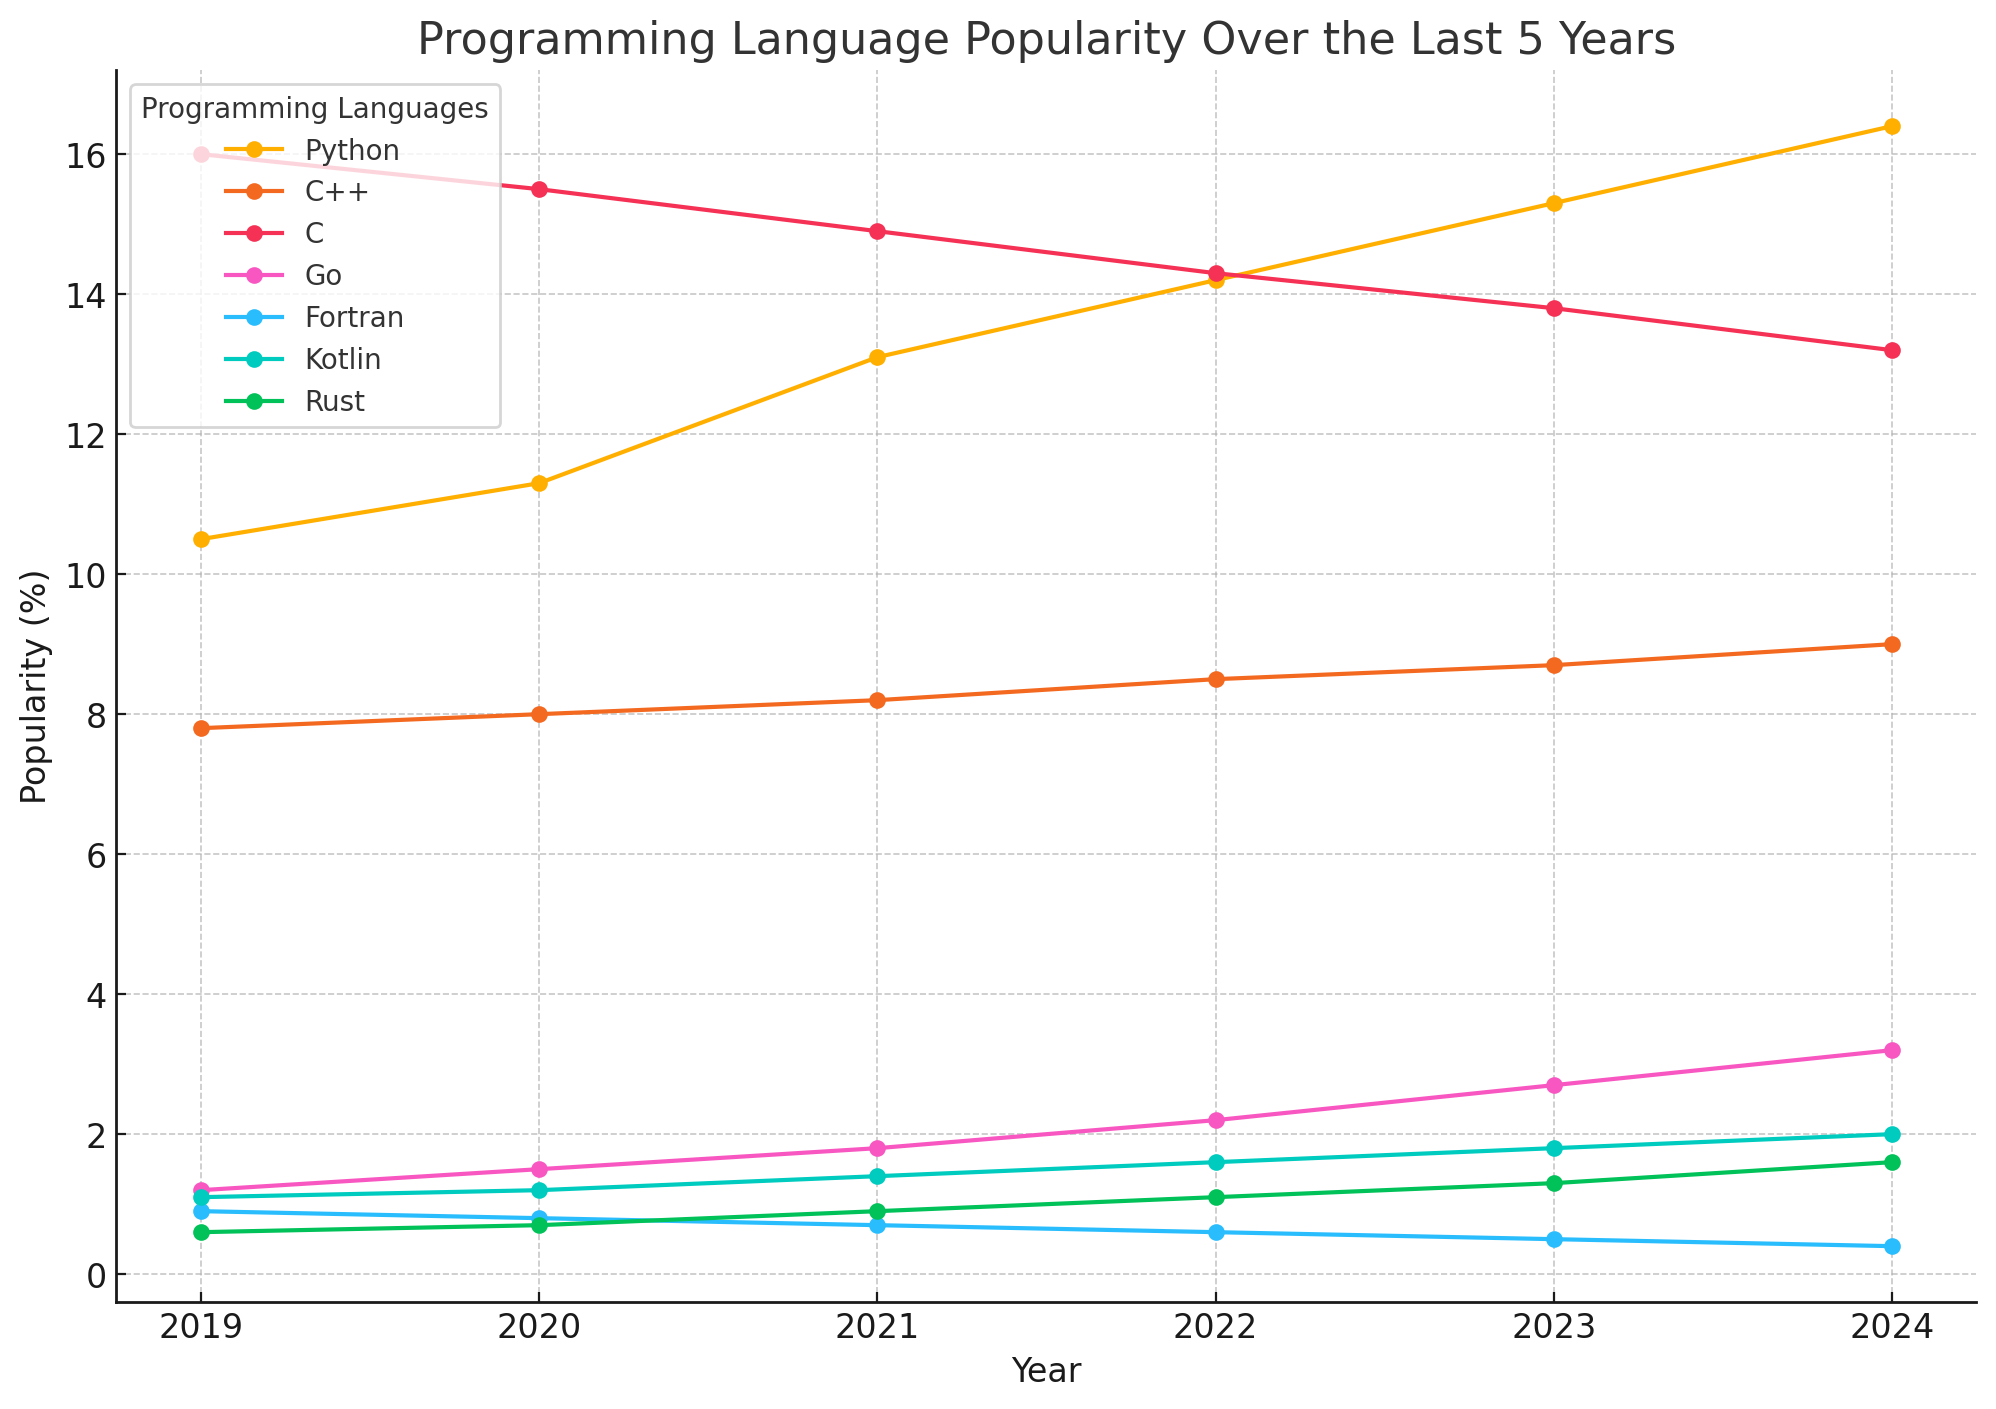 Programming Language Popularity Over the Last 5 Years
Programming Languages
Python
C++
C
Go
Fortran
Kotlin
Rust
Popularity (%)
16
14
12
10
8
6
4
2
0
2019 2020 2021 2022 2023 2024
Year